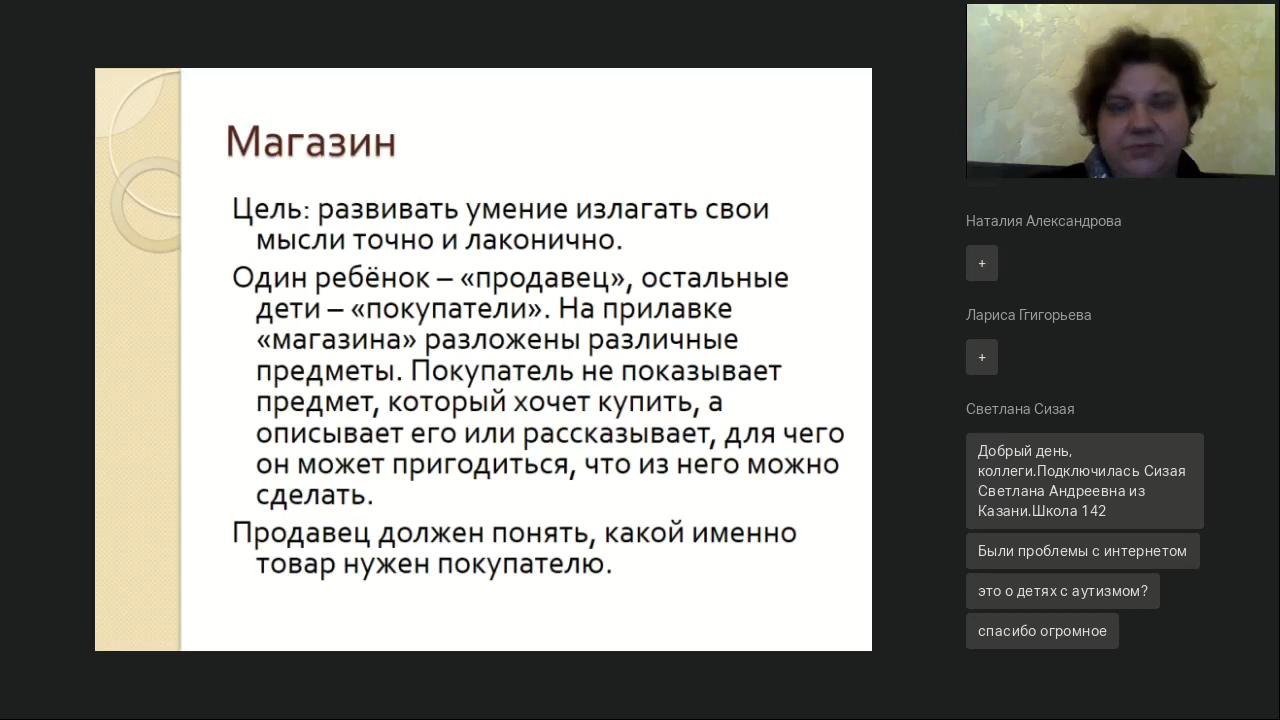 Магазин
Цель: развивать умение излагать свои
мысли точно и лаконично.
Один ребёнок – «продавец», остальные
дети – «покупатели». На прилавке
«магазина» разложены различные
предметы. Покупатель не показывает
предмет, который хочет купить, а
описывает его или рассказывает, для чего
он может пригодиться, что из него можно
сделать.
Продавец должен понять, какой именно
товар нужен покупателю.
Наталия Александрова
+
Лариса Ггигорьева
+
Светлана Сизая
Добрый день,
коллеги.Подключилась Сизая
Светлана Андреевна из
Казани.Школа 142
Были проблемы с интернетом
это о детях с аутизмом?
спасибо огромное